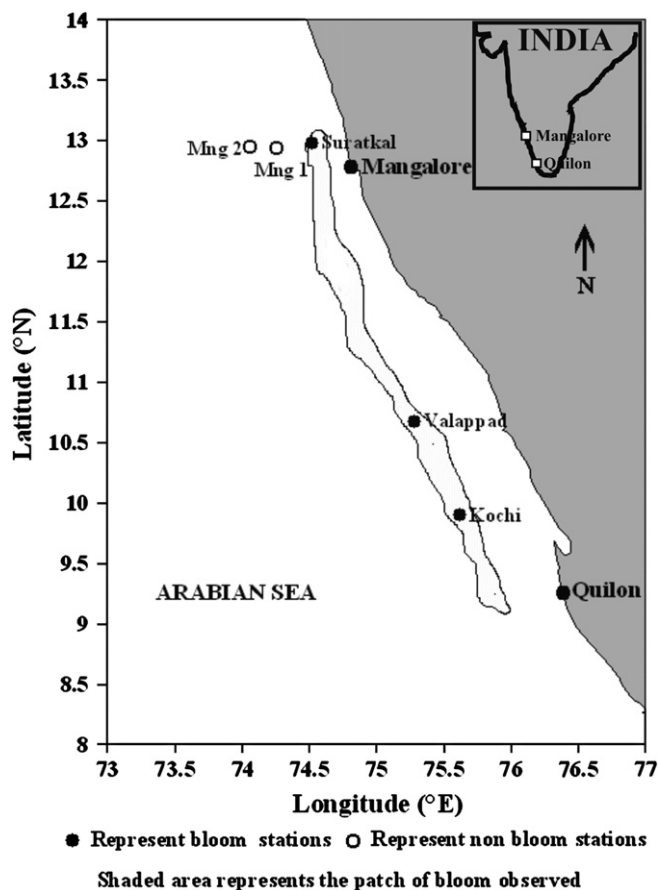 14
13.5
13
12.5
12
11.5
11
10.5
10
9.5
9
8.5
8
Latitude (°N)
INDIA
Mangalore
Quilon
Mng 2
Mng 1
Suratkal
Mangalore
N
Valappad
Kochi
ARABIAN SEA
Quilon
73 73.5 74 74.5 75 75.5 76 76.5 77
Longitude (°E)
Represent bloom stations Represent non bloom stations
Shaded area represents the patch of bloom observed